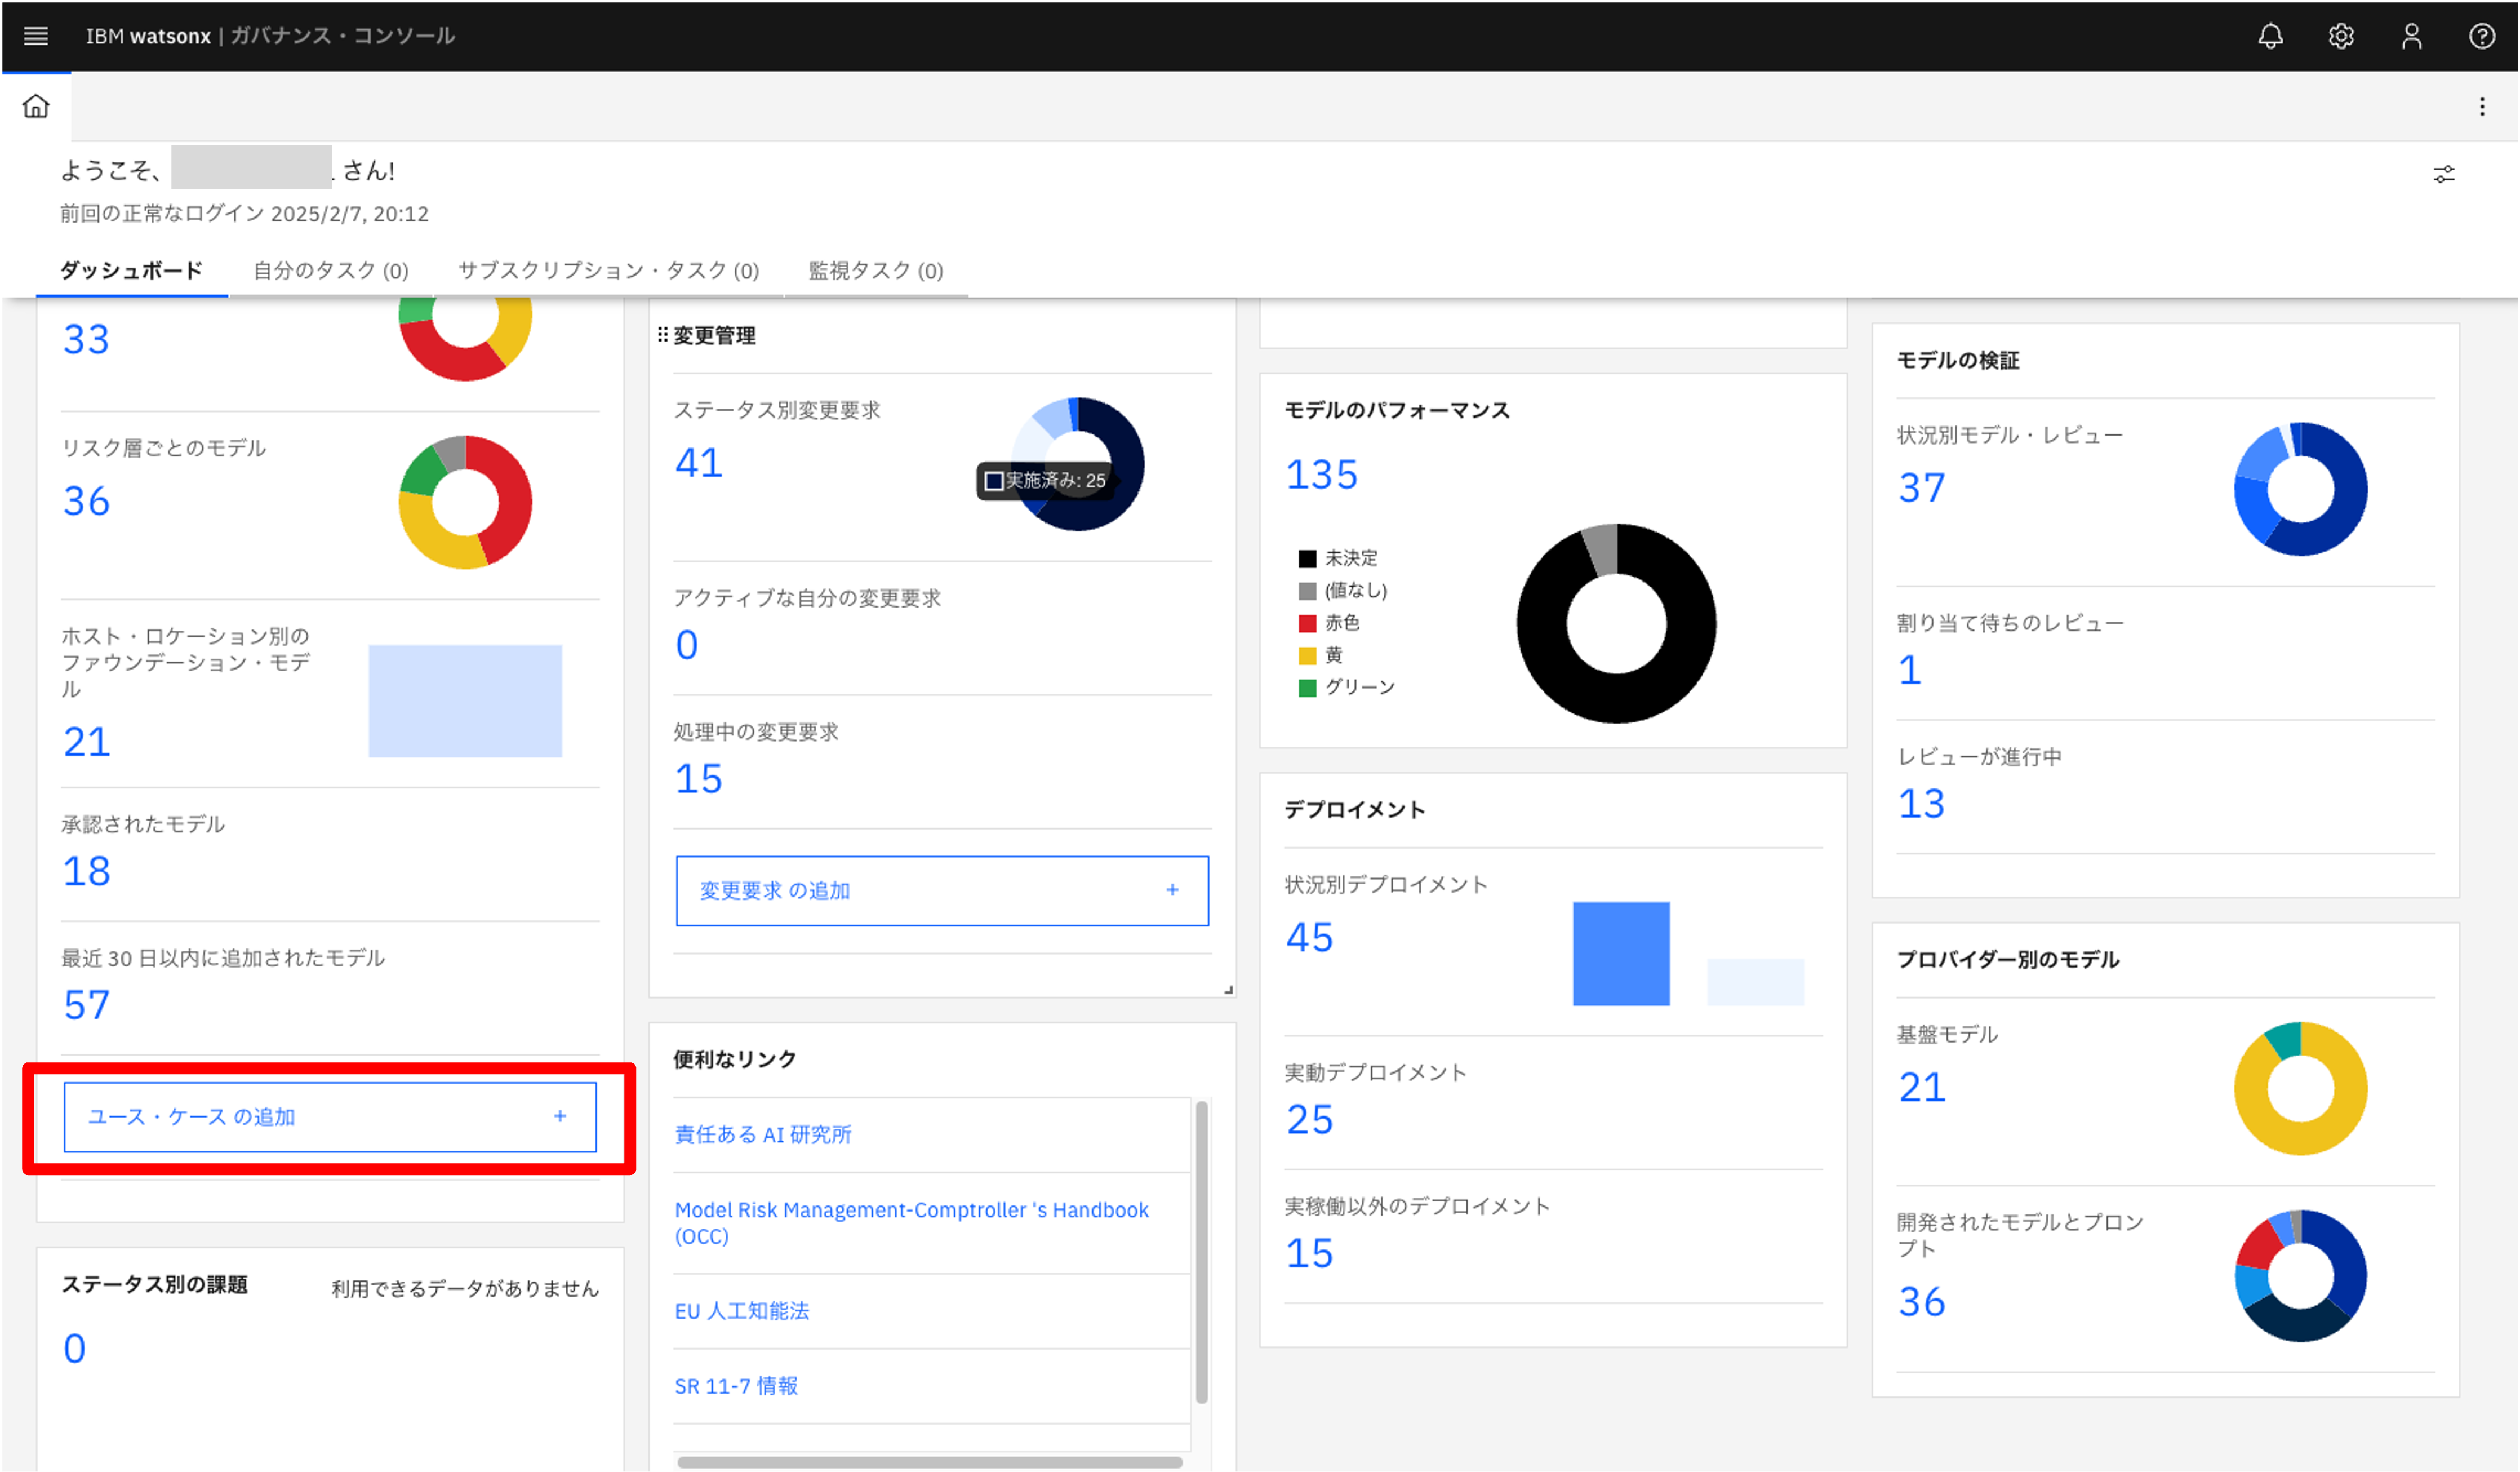 IBM watsonx | ガバナンス・コンソール
ようこそ、 さん!
前回の正常なログイン 2025/2/7, 20:12
ダッシュボード
自分のタスク (0)
サブスクリプション・タスク (0)
監視タスク (0)
33
リスク層ごとのモデル
36
ホスト・ロケーション別の
ファウンデーション・モデ
ル
21
承認されたモデル
18
最近 30 日以内に追加されたモデル
57
ユース・ケース の追加 +
ステータス別の課題
利用できるデータがありません
0
変更管理
ステータス別変更要求
41
実施済み: 25
アクティブな自分の変更要求
0
処理中の変更要求
15
変更要求 の追加 +
便利なリンク
責任ある AI 研究所
Model Risk Management-Comptroller 's Handbook
(OCC)
EU 人工知能法
SR 11-7 情報
モデルのパフォーマンス
135
未決定
(値なし)
赤色
黄
グリーン
デプロイメント
状況別デプロイメント
45
実動デプロイメント
25
実稼働以外のデプロイメント
15
モデルの検証
状況別モデル・レビュー
37
割り当て待ちのレビュー
1
レビューが進行中
13
プロバイダー別のモデル
基盤モデル
21
開発されたモデルとプロン
プト
36